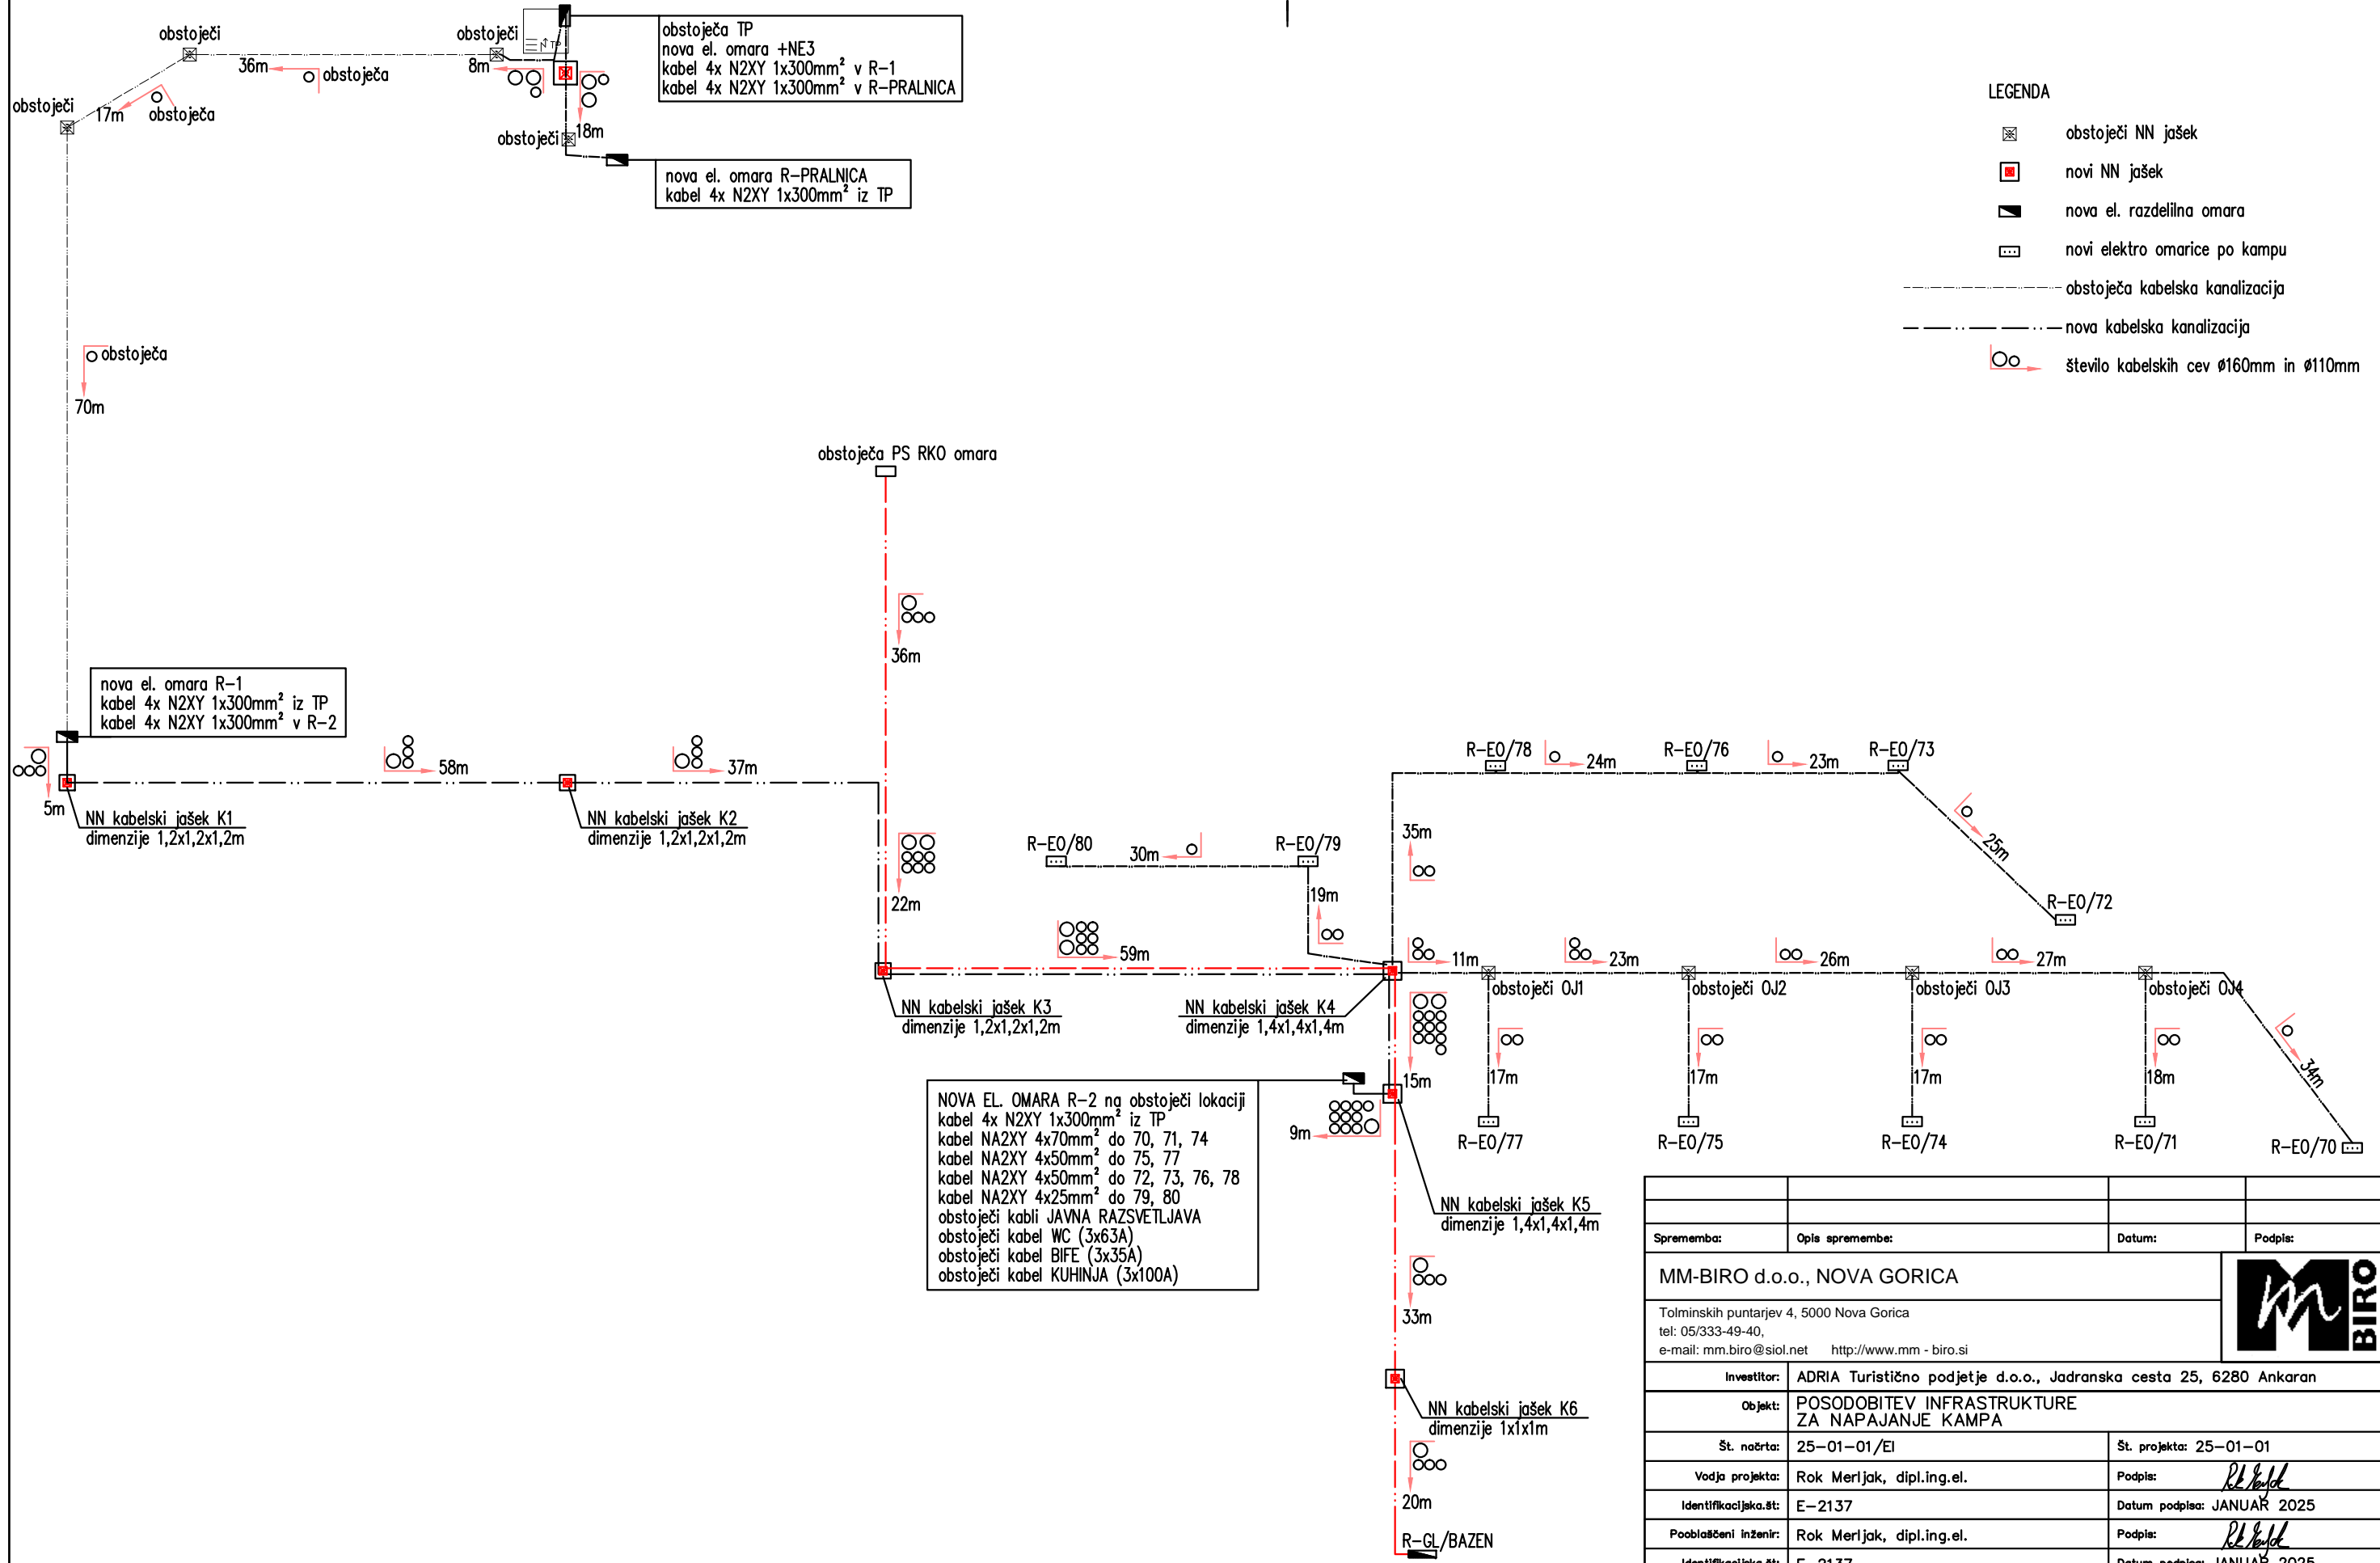 obstoječi
obstoječi
obstoječi
36m
obstoječa
8m
17m
obstoječa
N TP
18m
obstoječi
obstoječa TP
nova el. omara +NE3
kabel 4x N2XY 1x300mm² v R-1
kabel 4x N2XY 1x300mm² v R-PRALNICA
nova el. omara R-PRALNICA
kabel 4x N2XY 1x300mm² iz TP
LEGENDA
obstoječi NN jašek
novi NN jašek
nova el. razdelilna omara
novi elektro omarice po kampu
obstoječa kabelska kanalizacija
nova kabelska kanalizacija
število kabelskih cev ø160mm in ø110mm
obstoječa
70m
obstoječa PS RKO omara
36m
nova el. omara R-1
kabel 4x N2XY 1x300mm² iz TP
kabel 4x N2XY 1x300mm² v R-2
5m
58m
37m
NN kabelski jašek K1
dimenzije 1,2x1,2x1,2m
NN kabelski jašek K2
dimenzije 1,2x1,2x1,2m
22m
R-EO/80
30m
R-EO/79
19m
59m
35m
R-EO/78
24m
R-EO/76
23m
R-EO/73
25m
R-EO/72
11m
23m
26m
27m
obstoječi OJ1
obstoječi OJ2
obstoječi OJ3
obstoječi OJ4
NN kabelski jašek K3
dimenzije 1,2x1,2x1,2m
NN kabelski jašek K4
dimenzije 1,4x1,4x1,4m
15m
17m
17m
17m
18m
34m
R-EO/77
R-EO/75
R-EO/74
R-EO/71
R-EO/70
NOVA EL. OMARA R-2 na obstoječi lokaciji
kabel 4x N2XY 1x300mm² iz TP
kabel NA2XY 4x70mm² do 70, 71, 74
kabel NA2XY 4x50mm² do 75, 77
kabel NA2XY 4x50mm² do 72, 73, 76, 78
kabel NA2XY 4x25mm² do 79, 80
obstoječi kabli JAVNA RAZSVETLJAVA
obstoječi kabel WC (3x63A)
obstoječi kabel BIFE (3x35A)
obstoječi kabel KUHINJA (3x100A)
9m
NN kabelski jašek K5
dimenzije 1,4x1,4x1,4m
33m
NN kabelski jašek K6
dimenzije 1x1x1m
20m
R-GL/BAZEN
Sprememba: Opis spremembe: Datum: Podpis:
MM-BIRO d.o.o., NOVA GORICA
Tolminskih puntarjev 4, 5000 Nova Gorica
tel: 05/333-49-40,
e-mail: mm.biro@siol.net http://www.mm - biro.si
m BIRO
Investitor: ADRIA Turistično podjetje d.o.o., Jadranska cesta 25, 6280 Ankaran
Objekt: POSODOBITEV INFRASTRUKTURE
ZA NAPAJANJE KAMPA
Št. načrta: 25-01-01/EI Št. projekta: 25-01-01
Vodja projekta: Rok Merljak, dipl.ing.el. Podpis:
Identifikacijska.št: E-2137 Datum podpisa: JANUAR 2025
Pooblaščeni inženir: Rok Merljak, dipl.ing.el. Podpis:
Identifikacijska.št: E-2137 Datum podpisa: JANUAR 2025